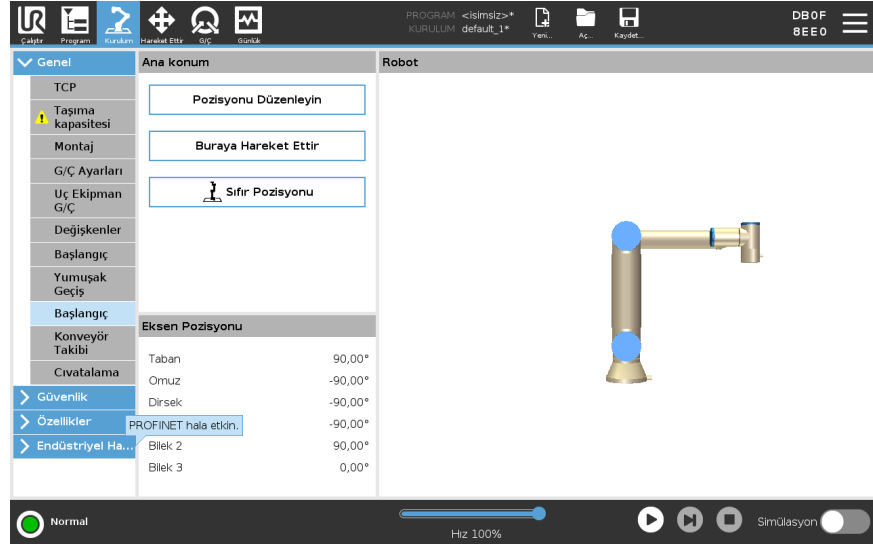 UR
Çalıştır
Program
Kurulum
Hareket Ettir
G/Ç
Günlük
PROGRAM <isimsiz>*
KURULUM default_1*
Yeni...
Aç...
Kaydet...
DB0F
8EE0
Genel
TCP
Taşıma
kapasitesi
Montaj
G/Ç Ayarları
Uç Ekipman
G/Ç
Değişkenler
Başlangıç
Yumuşak
Geçiş
Başlangıç
Konveyör
Takibi
Cıvatalama
Güvenlik
Özellikler
Endüstriyel Ha...
Ana konum
Pozisyonu Düzenleyin
Buraya Hareket Ettir
Sıfır Pozisyonu
Eksen Pozisyonu
Taban 90,00°
Omuz -90,00°
Dirsek -90,00°
PROFINET hala etkin. -90,00°
Bilek 2 90,00°
Bilek 3 0,00°
Robot
Normal
Hız 100%
Simülasyon